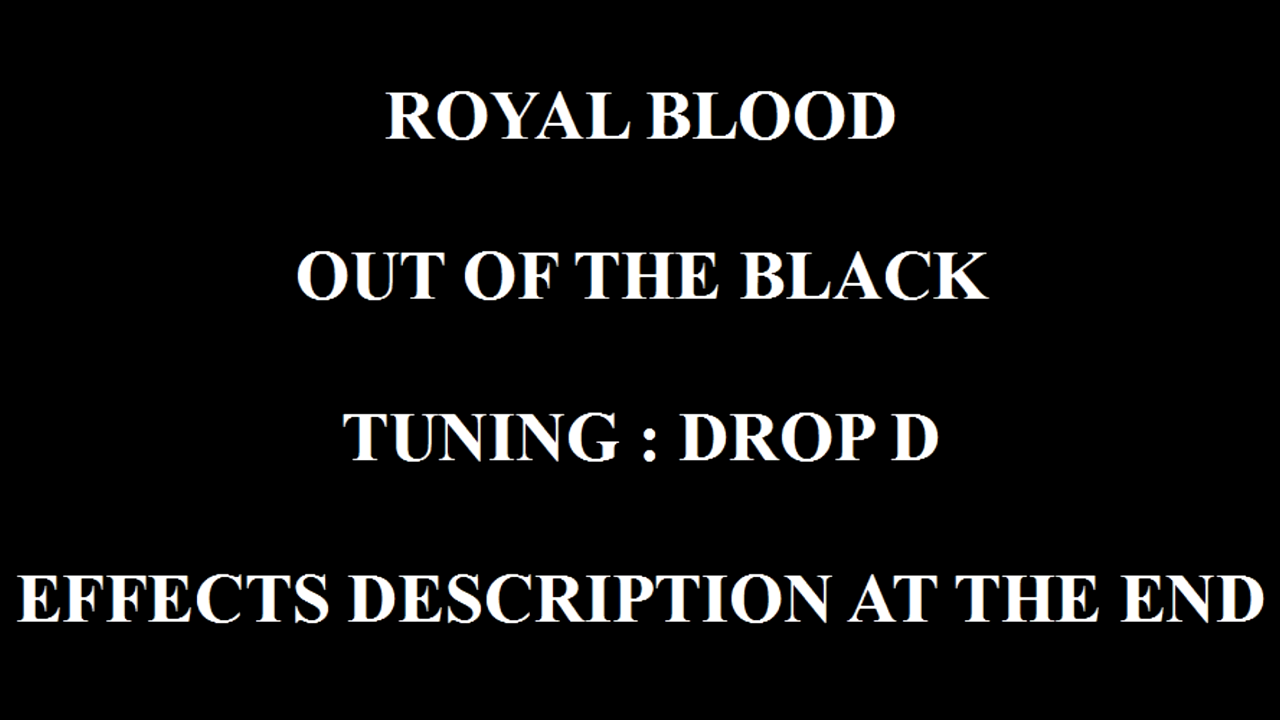 ROYAL BLOOD
OUT OF THE BLACK
TUNING : DROP D
EFFECTS DESCRIPTION AT THE END